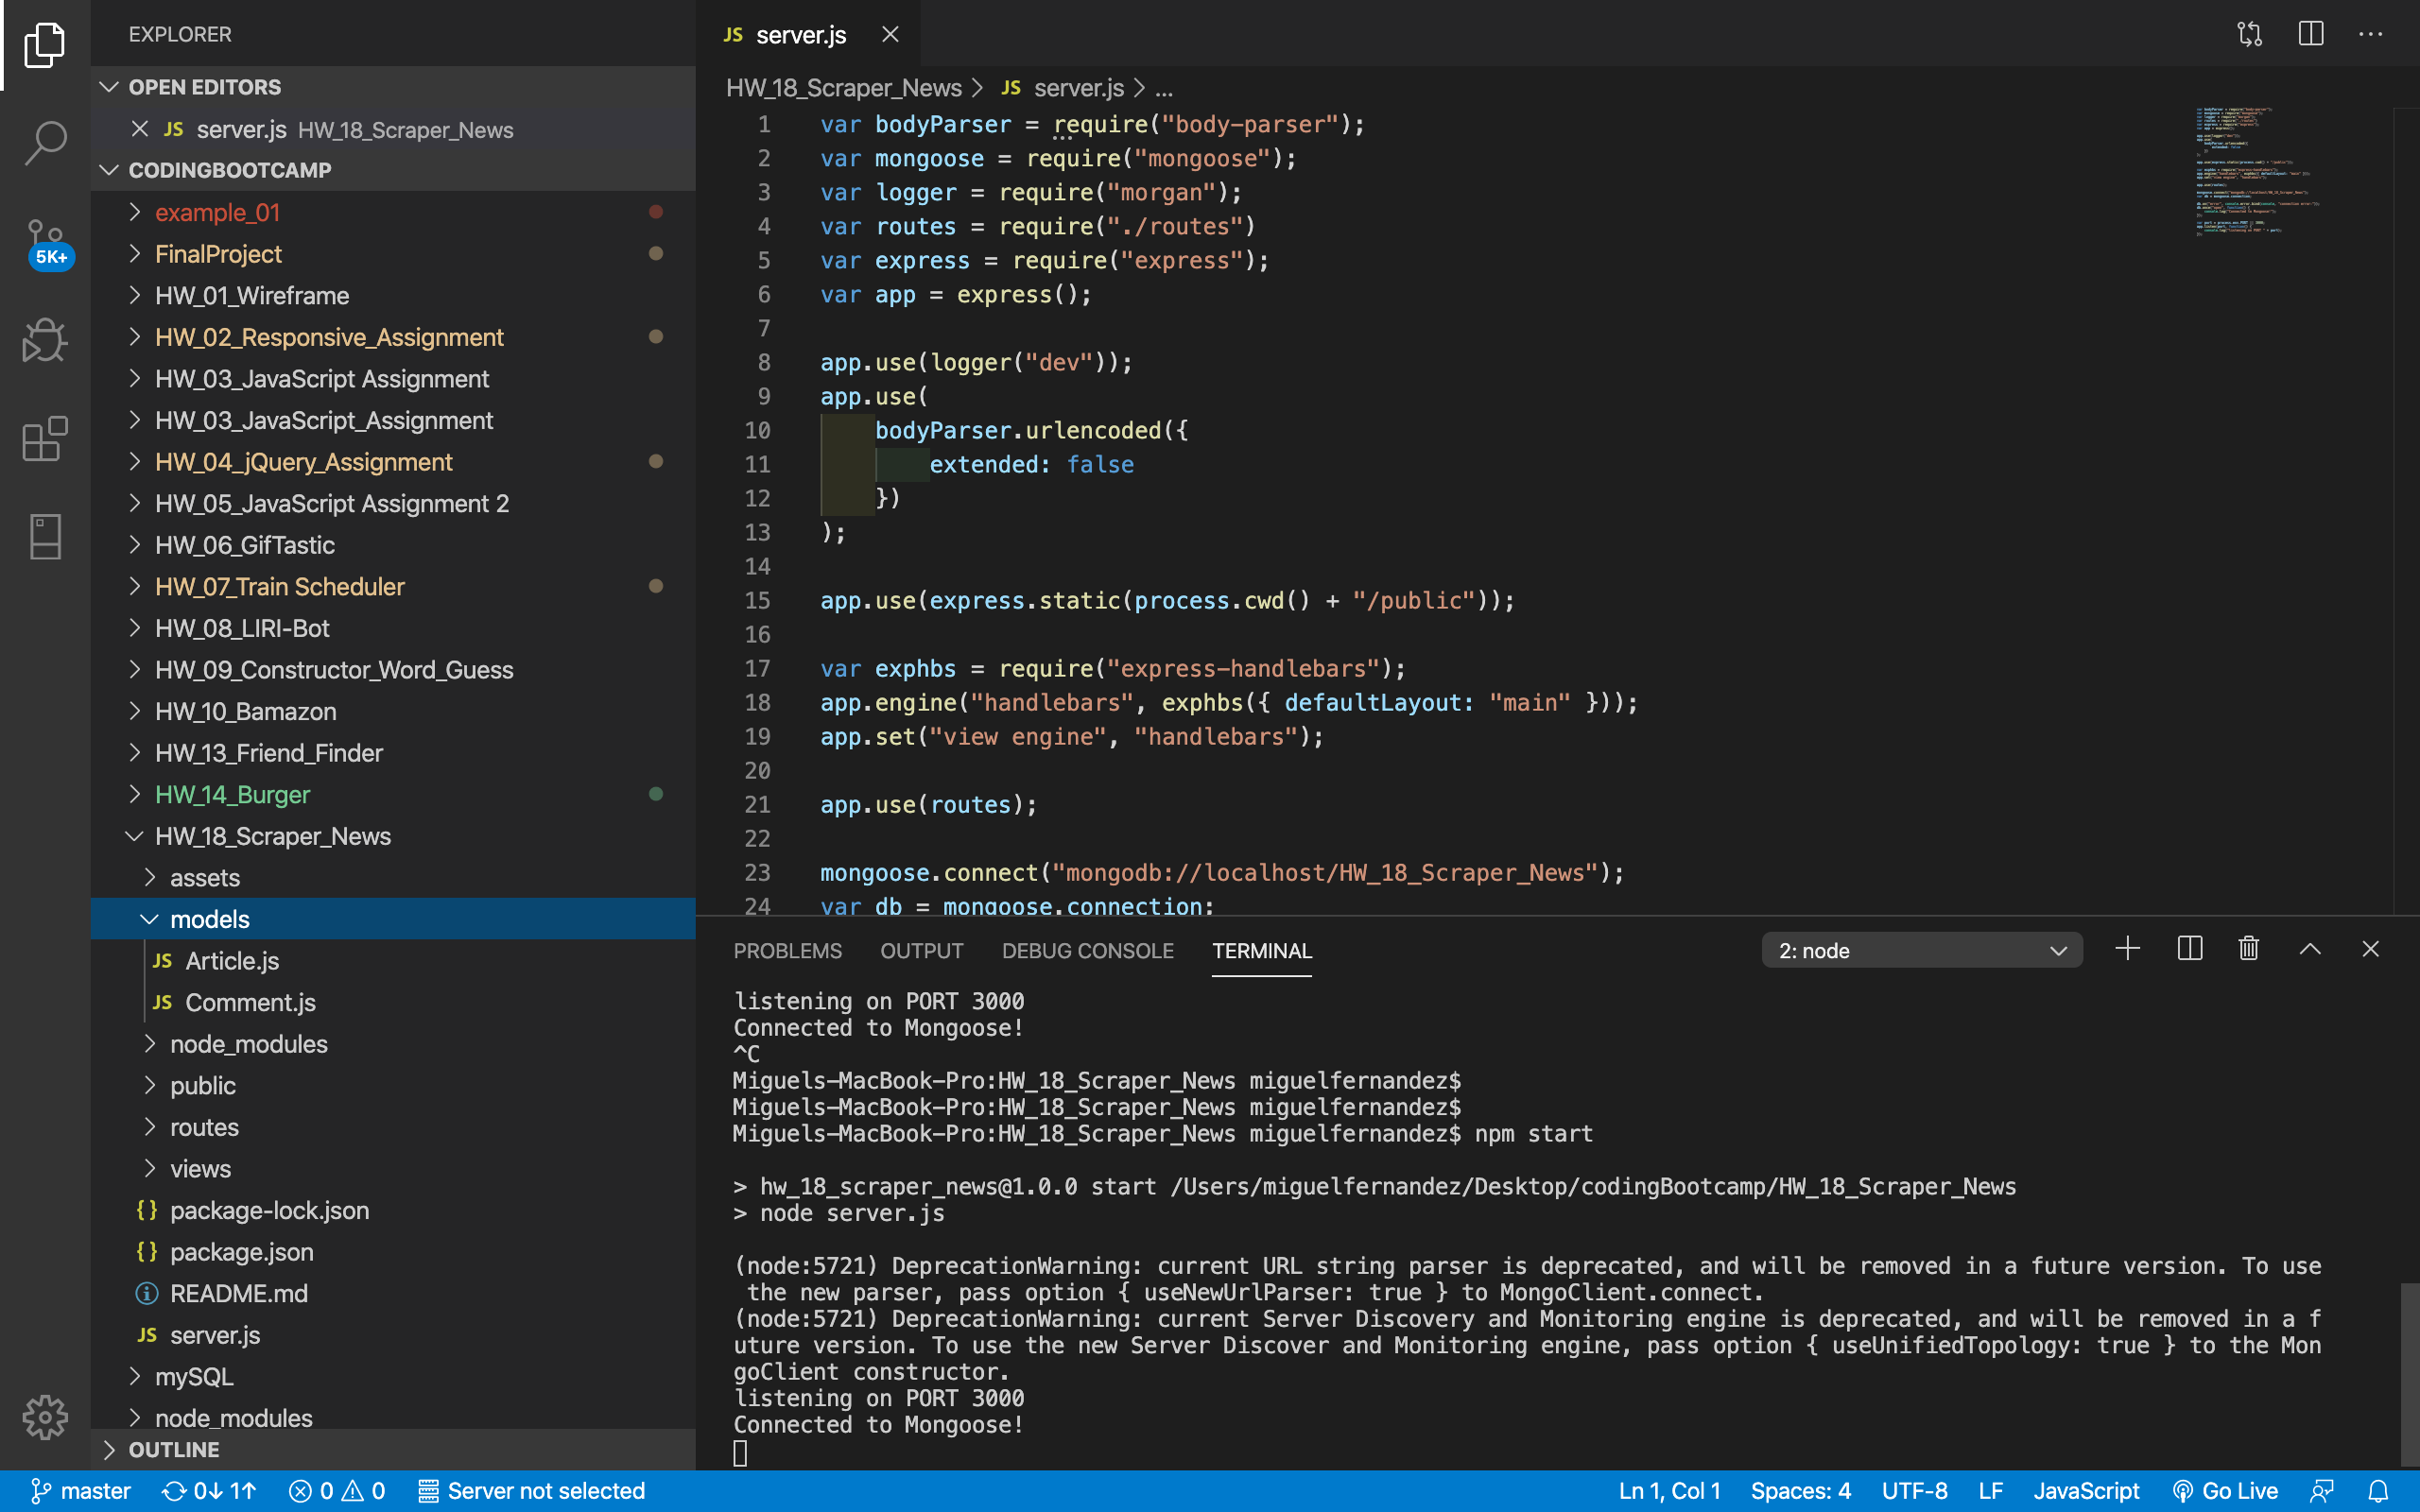 EXPLORER
OPEN EDITORS
JS server.js HW_18_Scraper_News
CODINGBOOTCAMP
example_01
FinalProject
HW_01_Wireframe
HW_02_Responsive_Assignment
HW_03_JavaScript Assignment
HW_03_JavaScript_Assignment
HW_04_jQuery_Assignment
HW_05_JavaScript Assignment 2
HW_06_GifTastic
HW_07_Train Scheduler
HW_08_LIRI-Bot
HW_09_Constructor_Word_Guess
HW_10_Bamazon
HW_13_Friend_Finder
HW_14_Burger
HW_18_Scraper_News
assets
models
JS Article.js
JS Comment.js
node_modules
public
routes
views
{} package-lock.json
{} package.json
README.md
JS server.js
mySQL
node_modules
OUTLINE
5K+
JS server.js
HW_18_Scraper_News > JS server.js > ...
1 var bodyParser = require("body-parser");
2 var mongoose = require("mongoose");
3 var logger = require("morgan");
4 var routes = require("./routes")
5 var express = require("express");
6 var app = express();
7
8 app.use(logger("dev"));
9 app.use(
10 bodyParser.urlencoded({
11 extended: false
12 })
13 );
14
15 app.use(express.static(process.cwd() + "/public"));
16
17 var exphbs = require("express-handlebars");
18 app.engine("handlebars", exphbs({ defaultLayout: "main" }));
19 app.set("view engine", "handlebars");
20
21 app.use(routes);
22
23 mongoose.connect("mongodb://localhost/HW_18_Scraper_News");
24 var db = mongoose.connection;
PROBLEMS OUTPUT DEBUG CONSOLE TERMINAL 2: node
listening on PORT 3000
Connected to Mongoose!
^C
Miguels-MacBook-Pro:HW_18_Scraper_News miguelfernandez$
Miguels-MacBook-Pro:HW_18_Scraper_News miguelfernandez$
Miguels-MacBook-Pro:HW_18_Scraper_News miguelfernandez$ npm start
> hw_18_scraper_news@1.0.0 start /Users/miguelfernandez/Desktop/codingBootcamp/HW_18_Scraper_News
> node server.js
(node:5721) DeprecationWarning: current URL string parser is deprecated, and will be removed in a future version. To use
the new parser, pass option { useNewUrlParser: true } to MongoClient.connect.
(node:5721) DeprecationWarning: current Server Discovery and Monitoring engine is deprecated, and will be removed in a f
uture version. To use the new Server Discover and Monitoring engine, pass option { useUnifiedTopology: true } to the Mon
goClient constructor.
listening on PORT 3000
Connected to Mongoose!
master 0↓ 1↑ 0 0 Server not selected Ln 1, Col 1 Spaces: 4 UTF-8 LF JavaScript Go Live